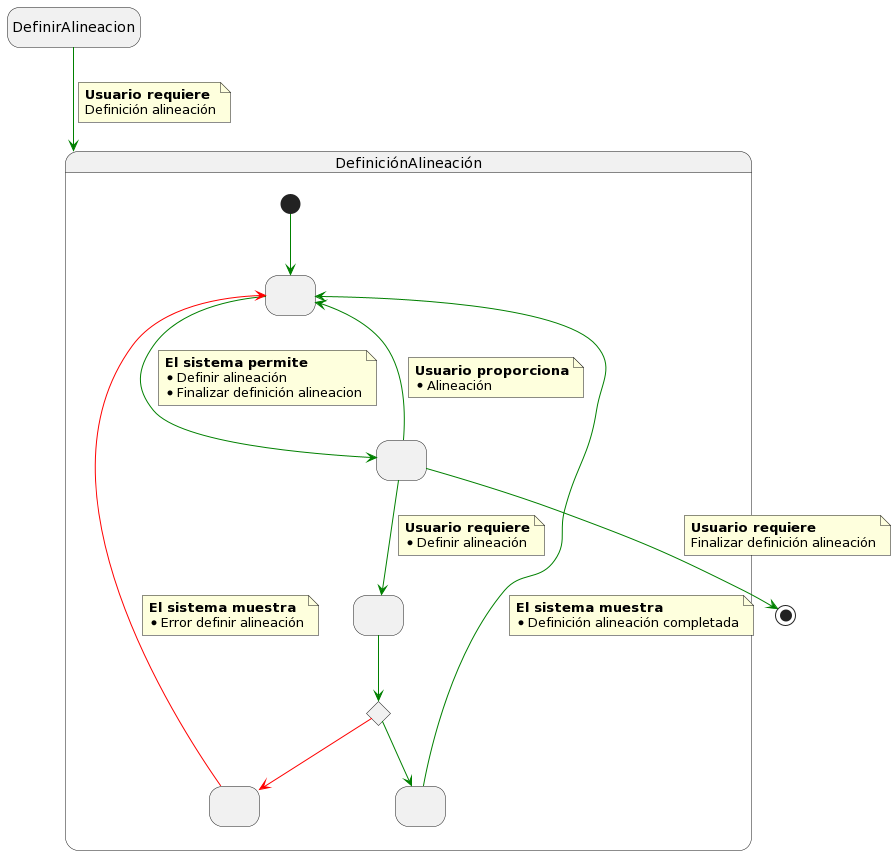 DefinirAlineacion
Usuario requiere
Definición alineación
DefiniciónAlineación
El sistema permite
• Definir alineación
• Finalizar definición alineacion
Usuario proporciona
• Alineación
Usuario requiere
• Definir alineación
Usuario requiere
Finalizar definición alineación
El sistema muestra
• Error definir alineación
El sistema muestra
• Definición alineación completada